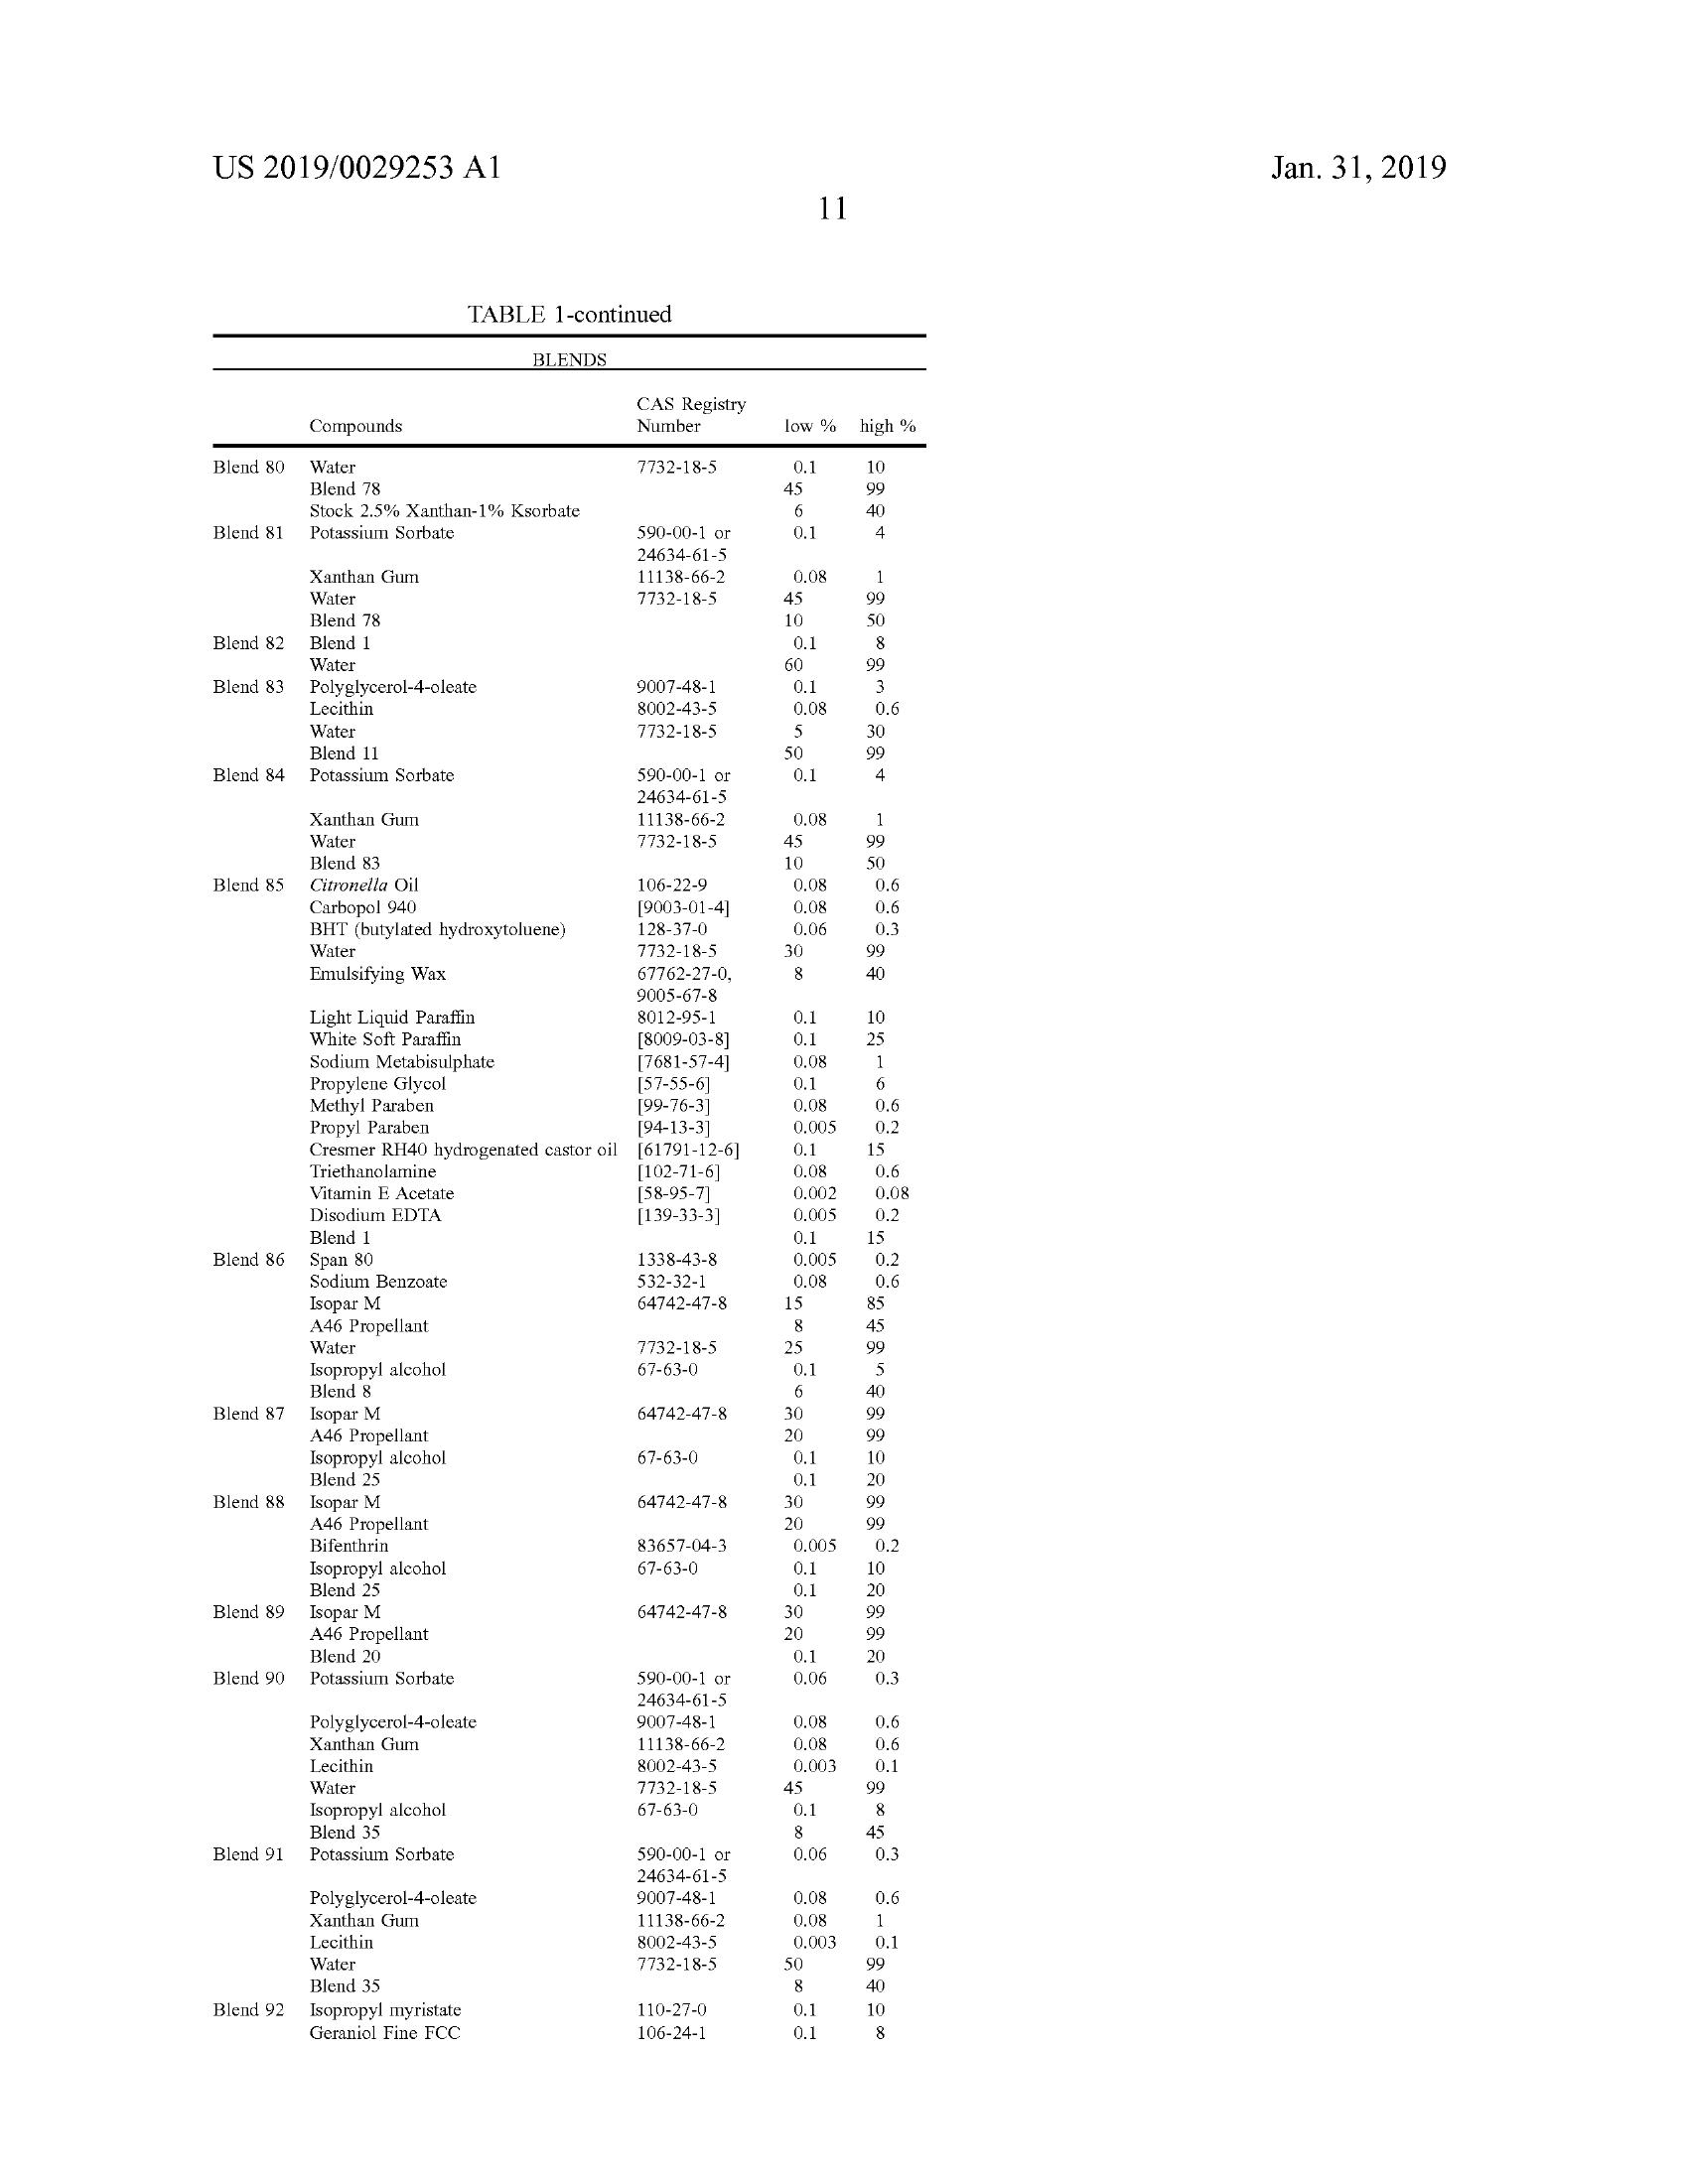 US 2019/0029253 A1 Jan. 31, 2019
11
TABLE 1-continued
BLENDS
CAS Registry
Compounds Number low % high %
Blend 80 Water 7732-18-5 0.1 10
Blend 78 45 99
Stock 2.5% Xanthan-1% Ksorbate 6 40
Blend 81 Potassium Sorbate 590-00-1 or 0.1 4
24634-61-5
Xanthan Gum 11138-66-2 0.08 1
Water 7732-18-5 45 99
Blend 78 10 50
Blend 82 Blend 1 0.1 8
Water 60 99
Blend 83 Polyglycerol-4-oleate 9007-48-1 0.1 3
Lecithin 8002-43-5 0.08 0.6
Water 7732-18-5 5 30
Blend 11 50 99
Blend 84 Potassium Sorbate 590-00-1 or 0.1 4
24634-61-5
Xanthan Gum 11138-66-2 0.08 1
Water 7732-18-5 45 99
Blend 83 10 50
Blend 85 Citronella Oil 106-22-9 0.08 0.6
Carbopol 940 [9003-01-4] 0.08 0.6
BHT (butylated hydroxytoluene) 128-37-0 0.06 0.3
Water 7732-18-5 30 99
Emulsifying Wax 67762-27-0, 8 40
9005-67-8
Light Liquid Paraffin 8012-95-1 0.1 10
White Soft Paraffin [8009-03-8] 0.1 25
Sodium Metabisulphate [7681-57-4] 0.08 1
Propylene Glycol [57-55-6] 0.1 6
Methyl Paraben [99-76-3] 0.08 0.6
Propyl Paraben [94-13-3] 0.005 0.2
Cresmer RH40 hydrogenated castor oil [61791-12-6] 0.1 15
Triethanolamine [102-71-6] 0.08 0.6
Vitamin E Acetate [58-95-7] 0.002 0.08
Disodium EDTA [139-33-3] 0.005 0.2
Blend 1 0.1 15
Blend 86 Span 80 1338-43-8 0.005 0.2
Sodium Benzoate 532-32-1 0.08 0.6
Isopar M 64742-47-8 15 85
A46 Propellant 8 45
Water 7732-18-5 25 99
Isopropyl alcohol 67-63-0 0.1 5
Blend 8 6 40
Blend 87 Isopar M 64742-47-8 30 99
A46 Propellant 20 99
Isopropyl alcohol 67-63-0 0.1 10
Blend 25 0.1 20
Blend 88 Isopar M 64742-47-8 30 99
A46 Propellant 20 99
Bifenthrin 83657-04-3 0.005 0.2
Isopropyl alcohol 67-63-0 0.1 10
Blend 25 0.1 20
Blend 89 Isopar M 64742-47-8 30 99
A46 Propellant 20 99
Blend 20 0.1 20
Blend 90 Potassium Sorbate 590-00-1 or 0.06 0.3
24634-61-5
Polyglycerol-4-oleate 9007-48-1 0.08 0.6
Xanthan Gum 11138-66-2 0.08 0.6
Lecithin 8002-43-5 0.003 0.1
Water 7732-18-5 45 99
Isopropyl alcohol 67-63-0 0.1 8
Blend 35 8 45
Blend 91 Potassium Sorbate 590-00-1 or 0.06 0.3
24634-61-5
Polyglycerol-4-oleate 9007-48-1 0.08 0.6
Xanthan Gum 11138-66-2 0.08 1
Lecithin 8002-43-5 0.003 0.1
Water 7732-18-5 50 99
Blend 35 8 40
Blend 92 Isopropyl myristate 110-27-0 0.1 10
Geraniol Fine FCC 106-24-1 0.1 8